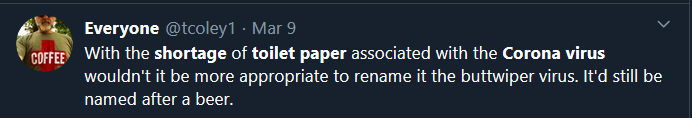 Everyone @tcoley1 · Mar 9
With the shortage of toilet paper associated with the Corona virus
wouldn't it be more appropriate to rename it the buttwiper virus. It'd still be
named after a beer.
COFFEE